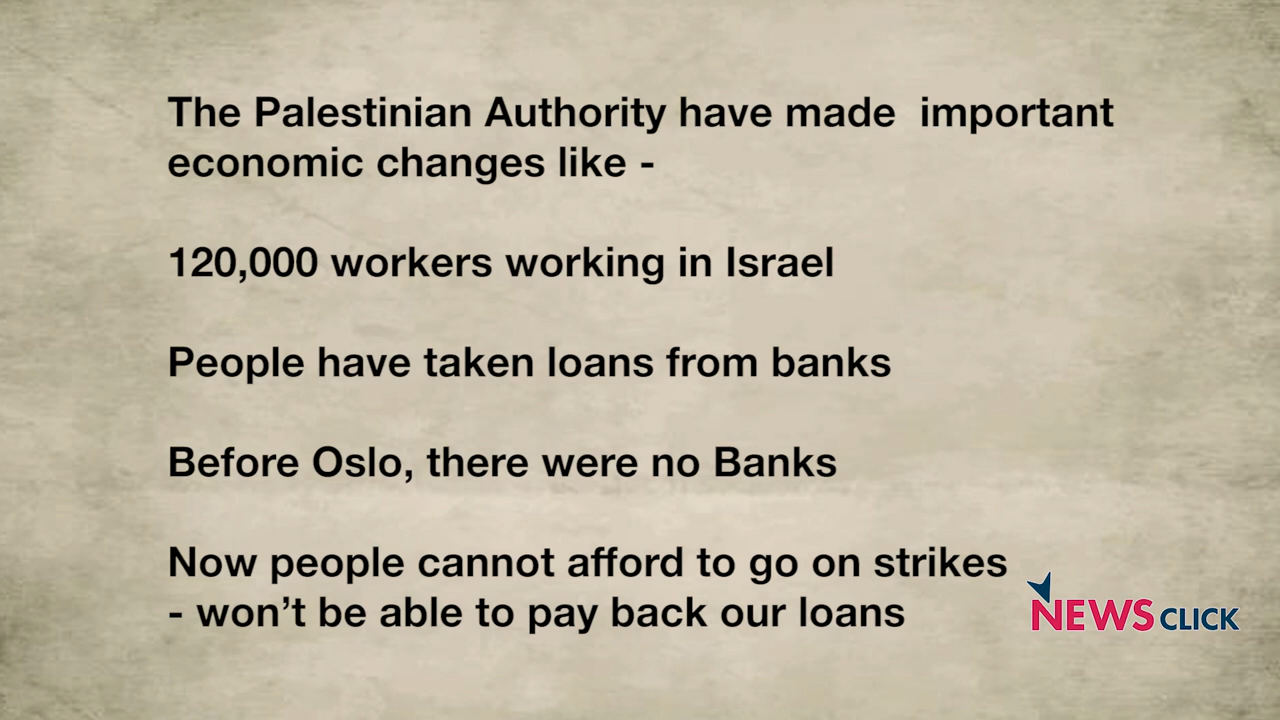 The Palestinian Authority have made  important
economic changes like -
120,000 workers working in Israel
People have taken loans from banks
Before Oslo, there were no Banks
Now people cannot afford to go on strikes
- won’t be able to pay back our loans
NEWSCLICK